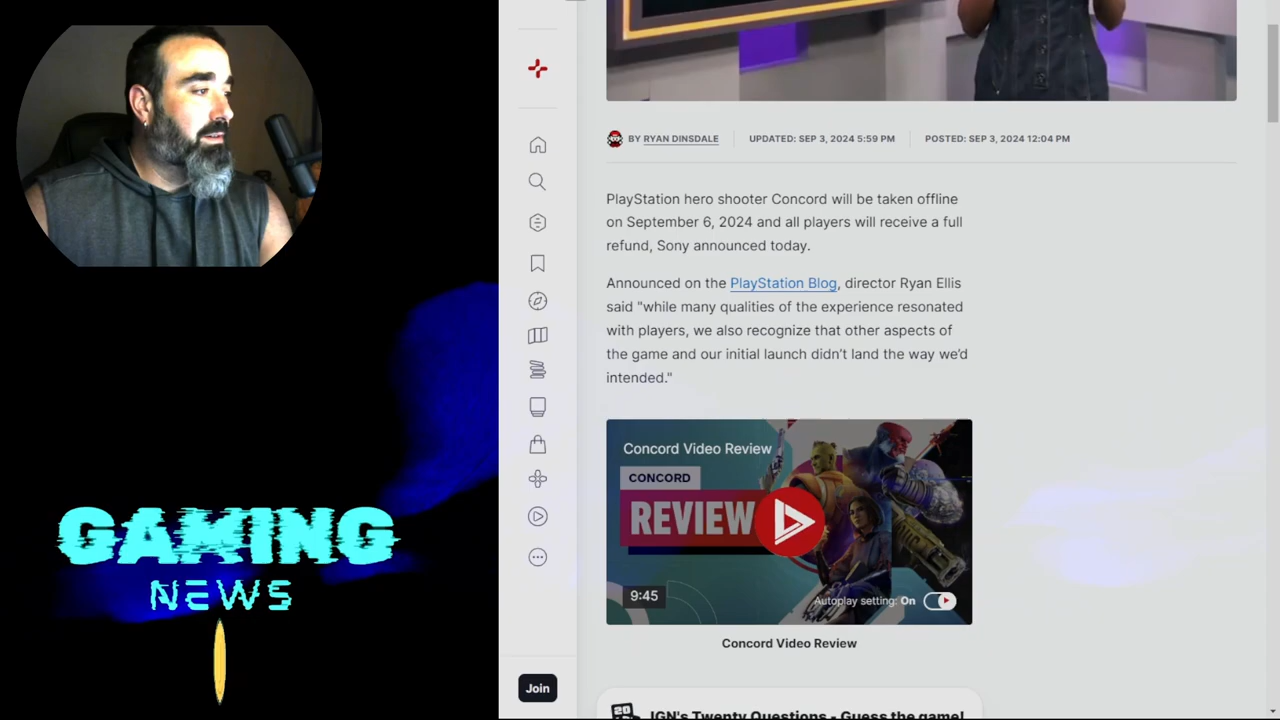 BY RYAN DINSDALE
UPDATED: SEP 3, 2024 5:59 PM
POSTED: SEP 3, 2024 12:04 PM
PlayStation hero shooter Concord will be taken offline
on September 6, 2024 and all players will receive a full
refund, Sony announced today.
Announced on the PlayStation Blog, director Ryan Ellis
said "while many qualities of the experience resonated
with players, we also recognize that other aspects of
the game and our initial launch didn't land the way we'd
intended."
Concord Video Review
CONCORD
REVIEW
9:45
Autoplay setting: On
Concord Video Review
GAMING
NEWS
Join
20
IGN's Twenty Questions - Guess the game!